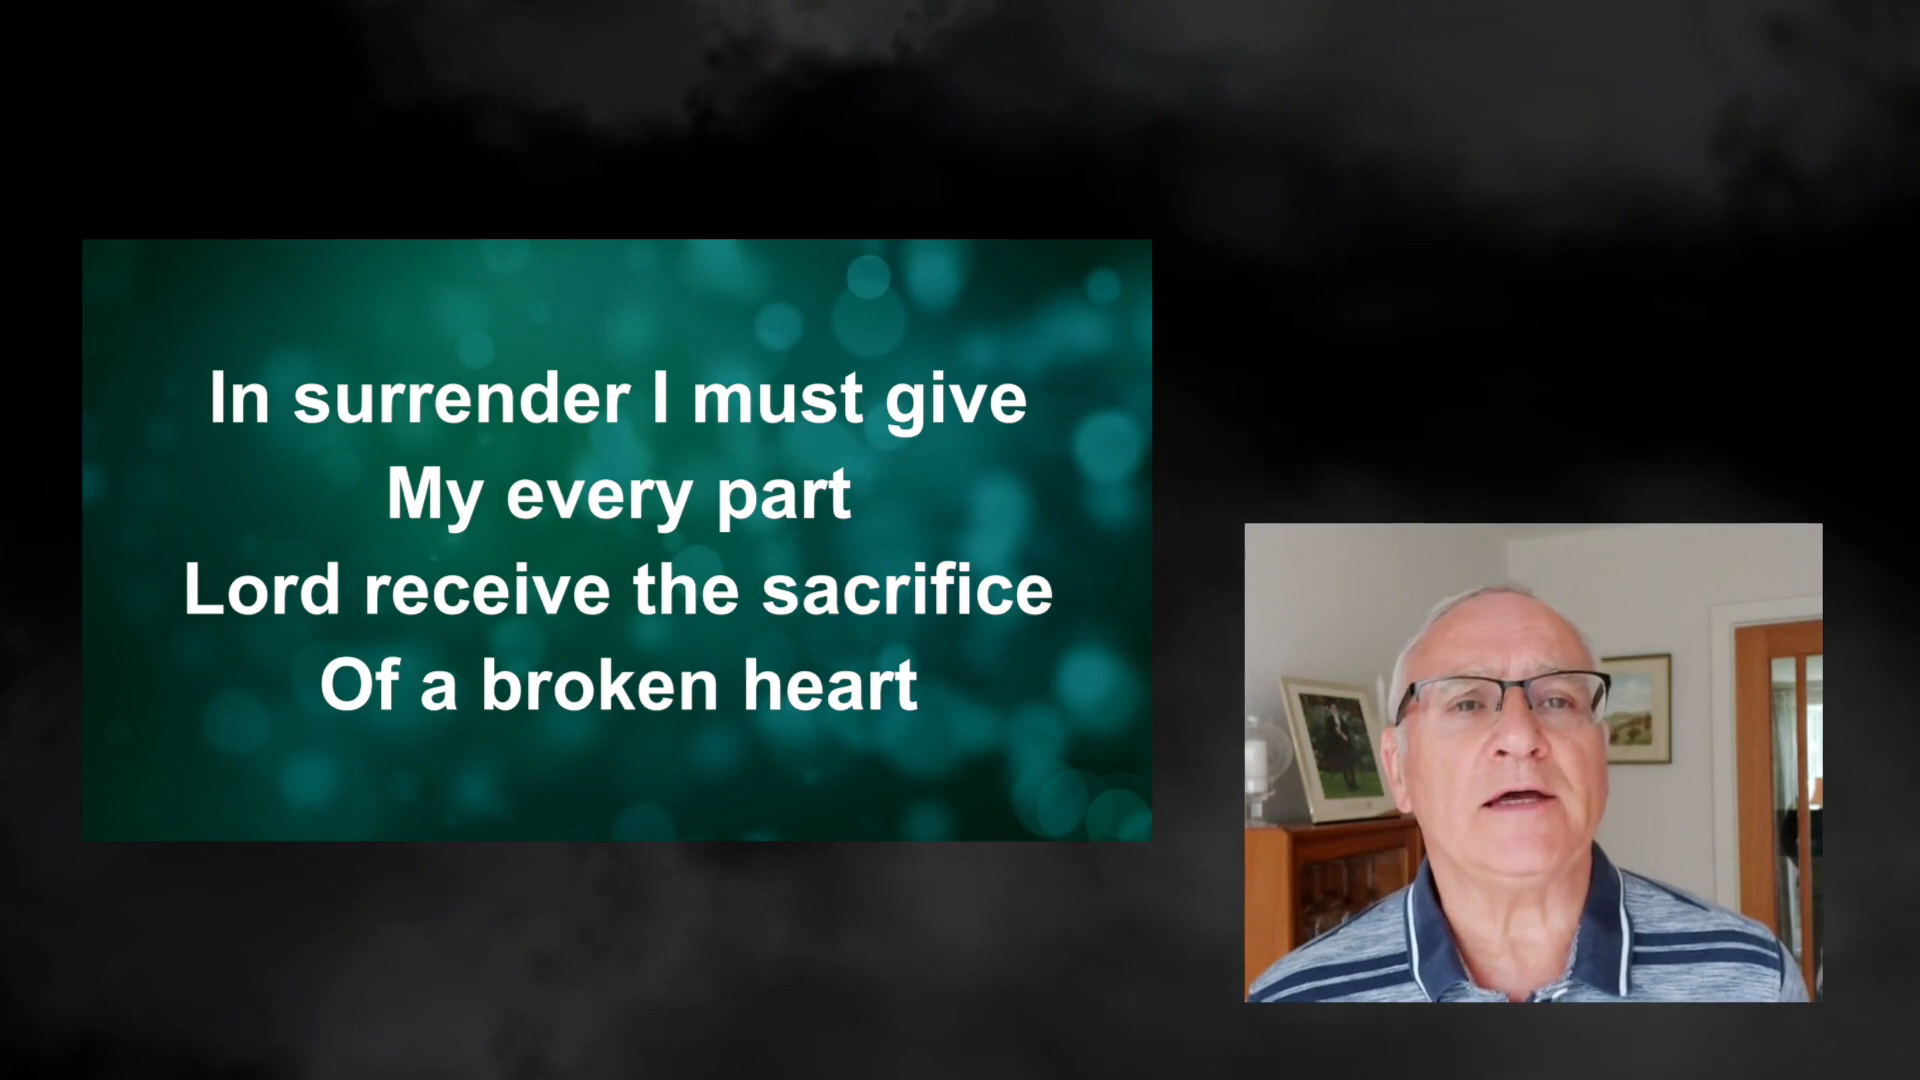 In surrender I must give
My every part
Lord receive the sacrifice
Of a broken heart